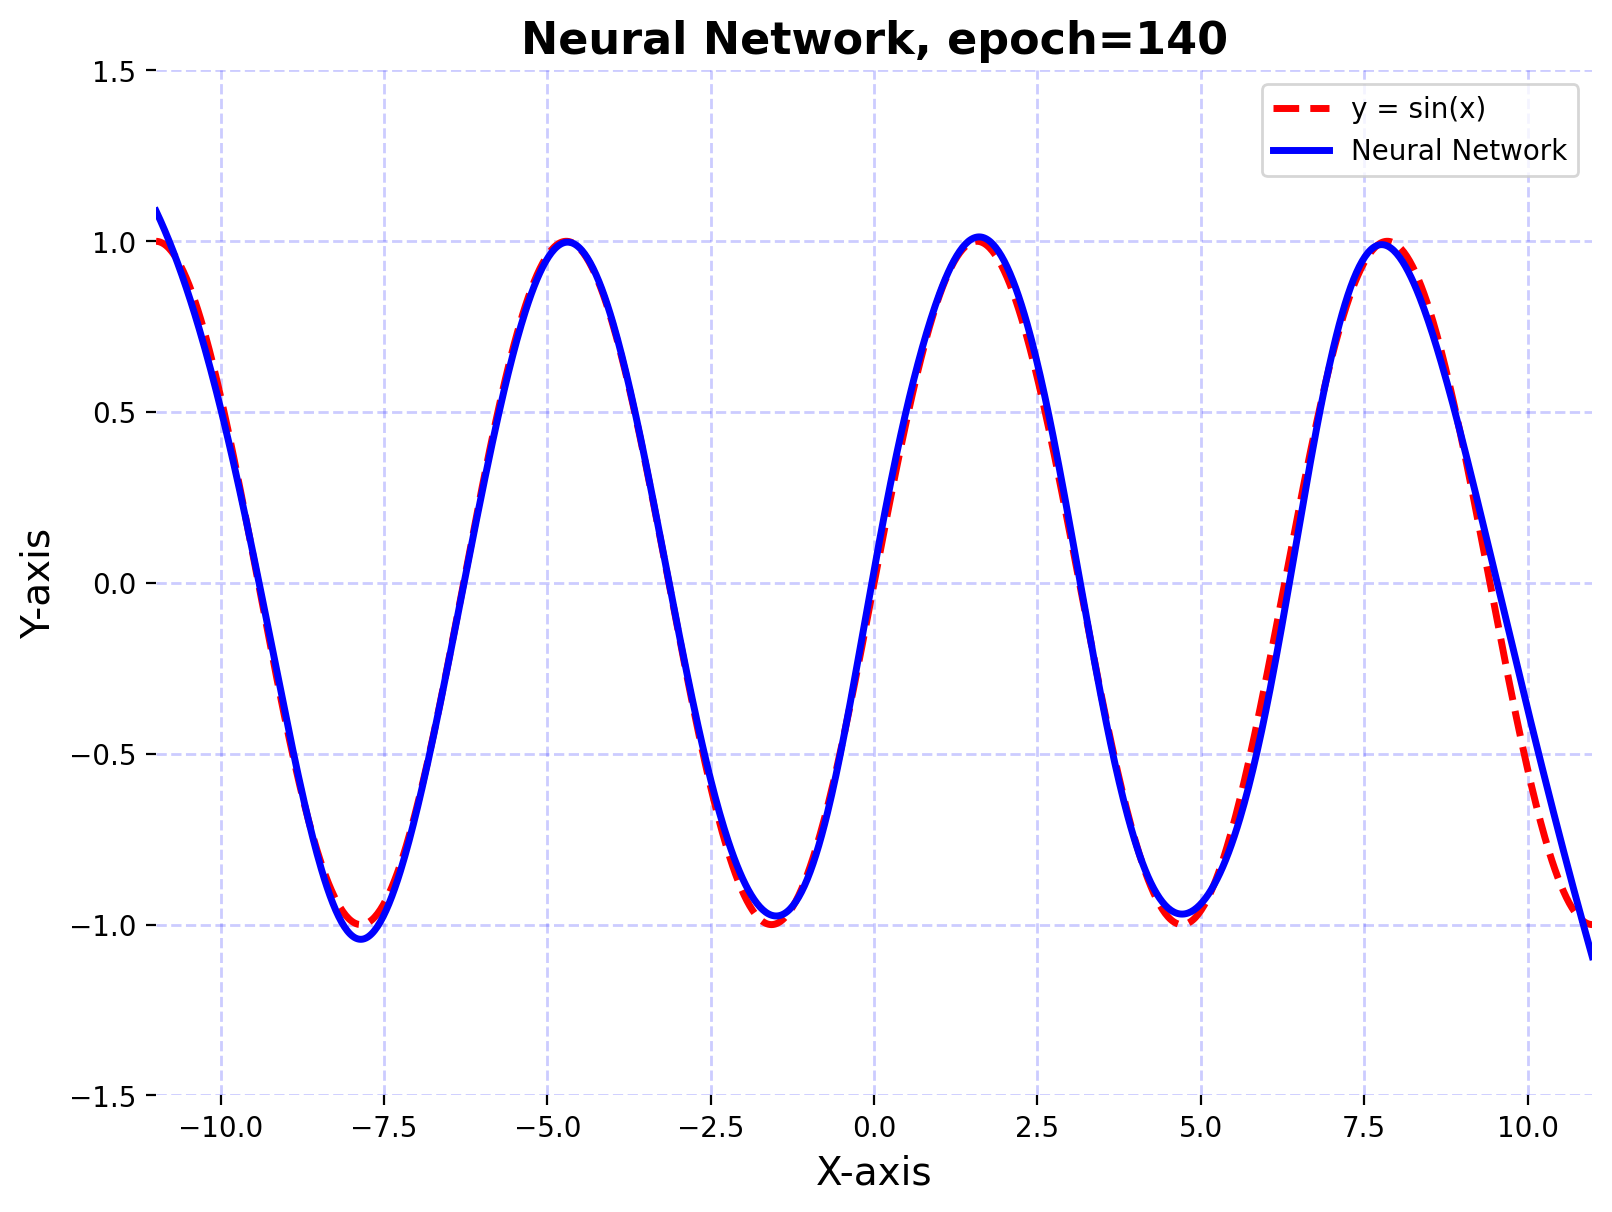 Neural Network, epoch=140
y = sin(x)
Neural Network
1.5
1.0
0.5
0.0
−0.5
−1.0
−1.5
Y-axis
−10.0 −7.5 −5.0 −2.5 0.0 2.5 5.0 7.5 10.0
X-axis